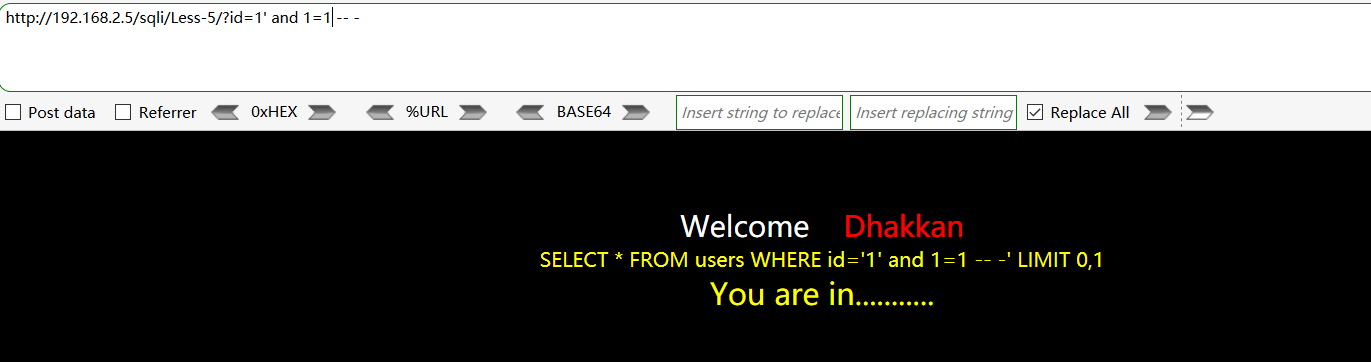 http://192.168.2.5/sqli/Less-5/?id=1' and 1=1 -- -
Post data Referrer 0xHEX %URL BASE64 Insert string to replace Insert replacing string Replace All
Welcome Dhakkan
SELECT * FROM users WHERE id='1' and 1=1 -- -' LIMIT 0,1
You are in...........